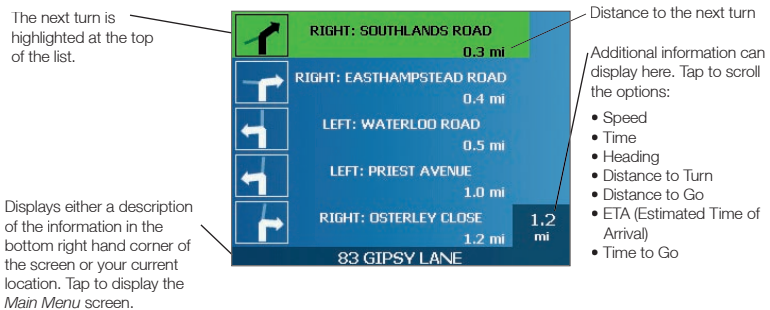 The next turn is
highlighted at the top
of the list.
RIGHT: SOUTHLANDS ROAD
0.3 mi
RIGHT: EASTHAMPSTEAD ROAD
0.4 mi
LEFT: WATERLOO ROAD
0.5 mi
LEFT: PRIEST AVENUE
1.0 mi
RIGHT: OSTERLEY CLOSE
1.2 mi
1.2
mi
83 GIPSY LANE
Distance to the next turn
Additional information can
display here. Tap to scroll
the options:
• Speed
• Time
• Heading
• Distance to Turn
• Distance to Go
• ETA (Estimated Time of
Arrival)
• Time to Go
Displays either a description
of the information in the
bottom right hand corner of
the screen or your current
location. Tap to display the
Main Menu screen.